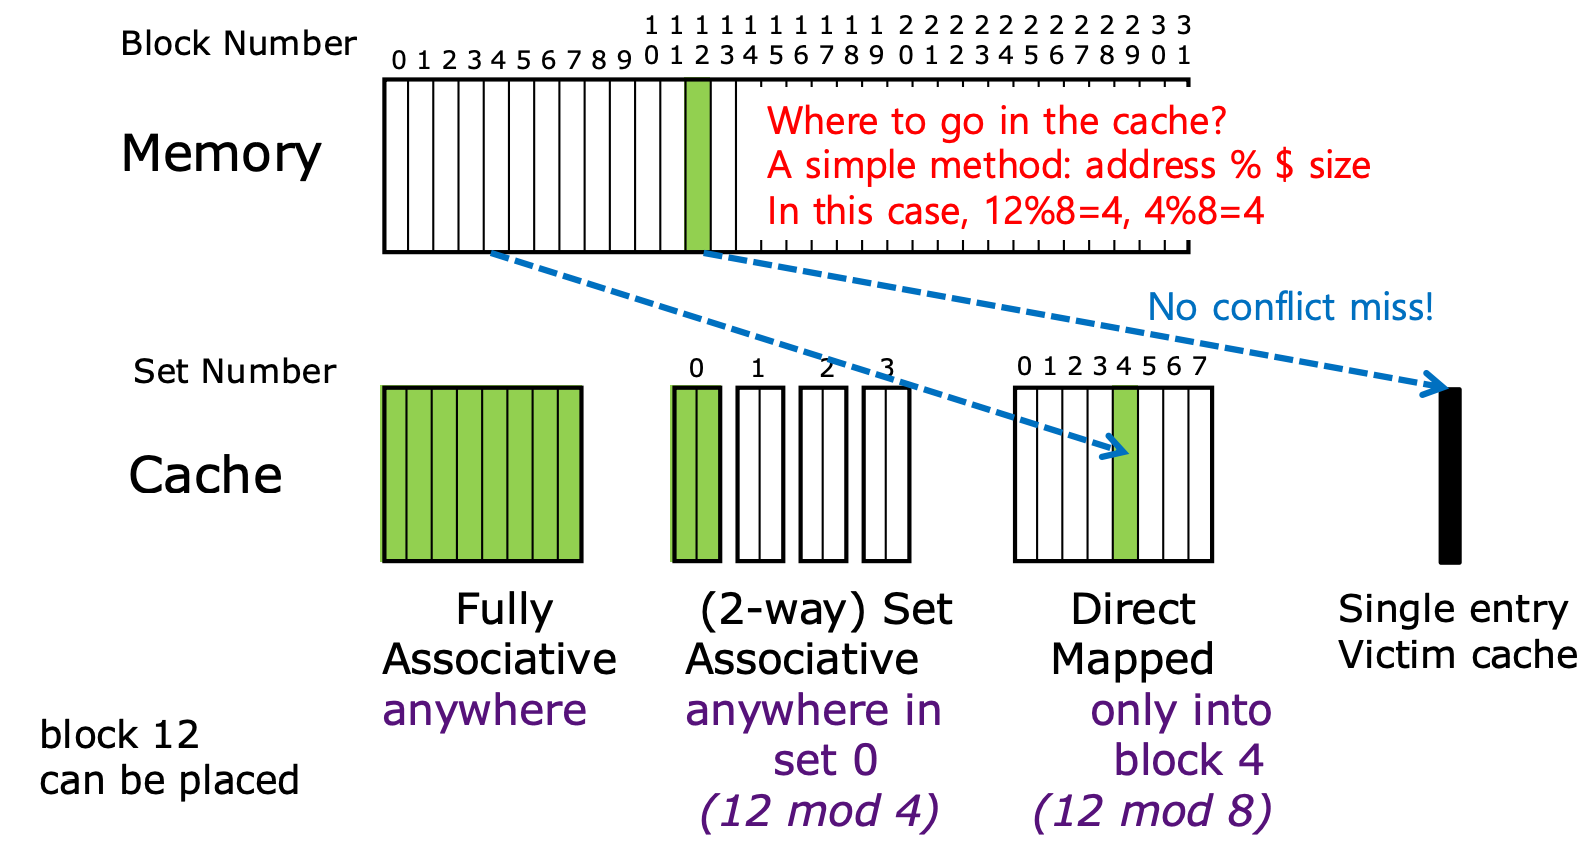 Block Number
0 1 2 3 4 5 6 7 8 9 10 11 12 13 14 15 16 17 18 19 20 21 22 23 24 25 26 27 28 29 30 31
Memory
Where to go in the cache?
A simple method: address % $ size
In this case, 12%8=4, 4%8=4
No conflict miss!
Set Number
0 1 2 3
0 1 2 3 4 5 6 7
Cache
Fully
Associative
anywhere
(2-way) Set
Associative
anywhere in
set 0
(12 mod 4)
Direct
Mapped
only into
block 4
(12 mod 8)
Single entry
Victim cache
block 12
can be placed